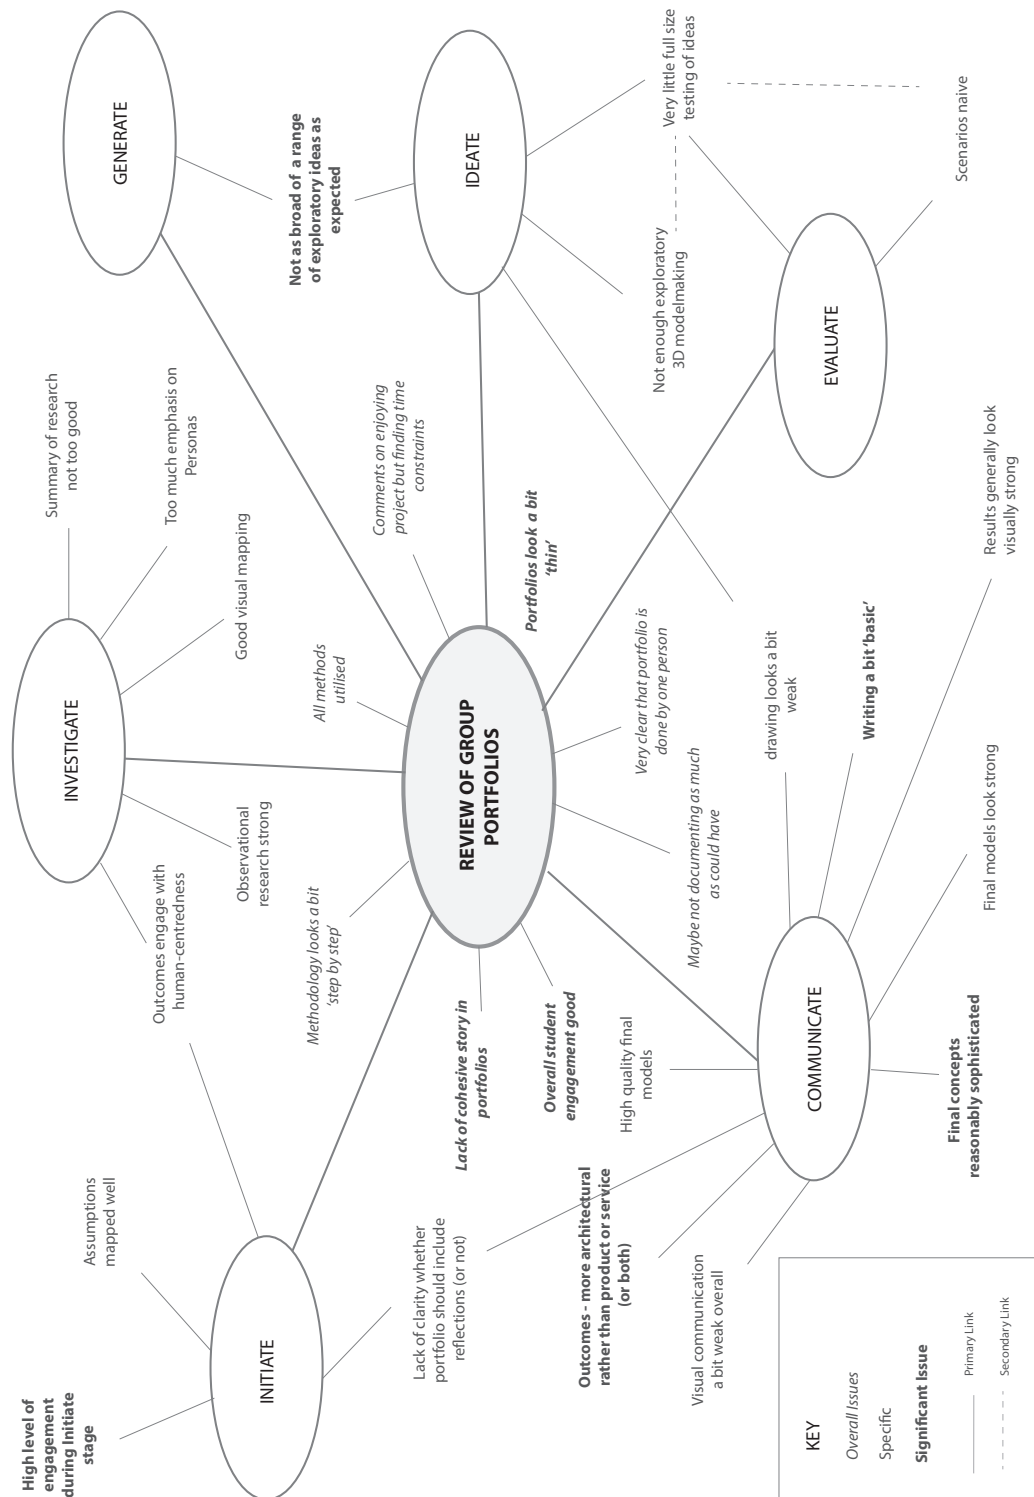 REVIEW OF GROUP
PORTFOLIOS
INITIATE
High level of
engagement
during Initiate
stage
Assumptions
mapped well
Outcomes engage with
human-centredness
Lack of clarity whether
portfolio should include
reflections (or not)
INVESTIGATE
Observational
research strong
Good visual mapping
Too much emphasis on
Personas
Summary of research
not too good
GENERATE
Not as broad of a range
of exploratory ideas as
expected
IDEATE
Very little full size
testing of ideas
Not enough exploratory
3D modelmaking
EVALUATE
Scenarios naive
Methodology looks a bit
‘step by step’
All methods
utilised
Comments on enjoying
project but finding time
constraints
Portfolios look a bit
‘thin’
Very clear that portfolio is
done by one person
Maybe not documenting as much
as could have
Lack of cohesive story in
portfolios
Overall student
engagement good
COMMUNICATE
High quality final
models
Outcomes - more architectural
rather than product or service
(or both)
Visual communication
a bit weak overall
Final concepts
reasonably sophisticated
Final models look strong
Results generally look
visually strong
Writing a bit ‘basic’
drawing looks a bit
weak
KEY
Overall Issues
Specific
Significant Issue
Primary Link
Secondary Link